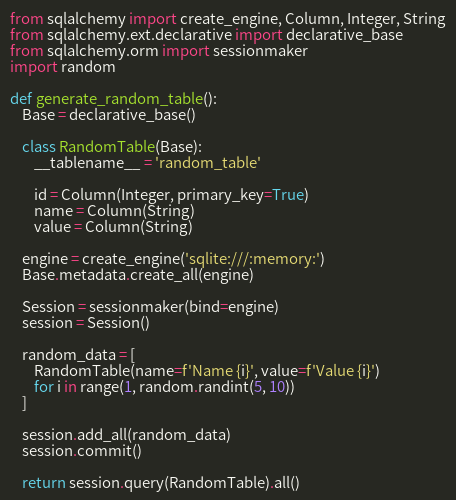 from sqlalchemy import create_engine, Column, Integer, String
from sqlalchemy.ext.declarative import declarative_base
from sqlalchemy.orm import sessionmaker
import random

def generate_random_table():
    Base = declarative_base()

    class RandomTable(Base):
        __tablename__ = 'random_table'

        id = Column(Integer, primary_key=True)
        name = Column(String)
        value = Column(String)

    engine = create_engine('sqlite:///:memory:')
    Base.metadata.create_all(engine)

    Session = sessionmaker(bind=engine)
    session = Session()

    random_data = [
        RandomTable(name=f'Name {i}', value=f'Value {i}')
        for i in range(1, random.randint(5, 10))
    ]

    session.add_all(random_data)
    session.commit()

    return session.query(RandomTable).all()